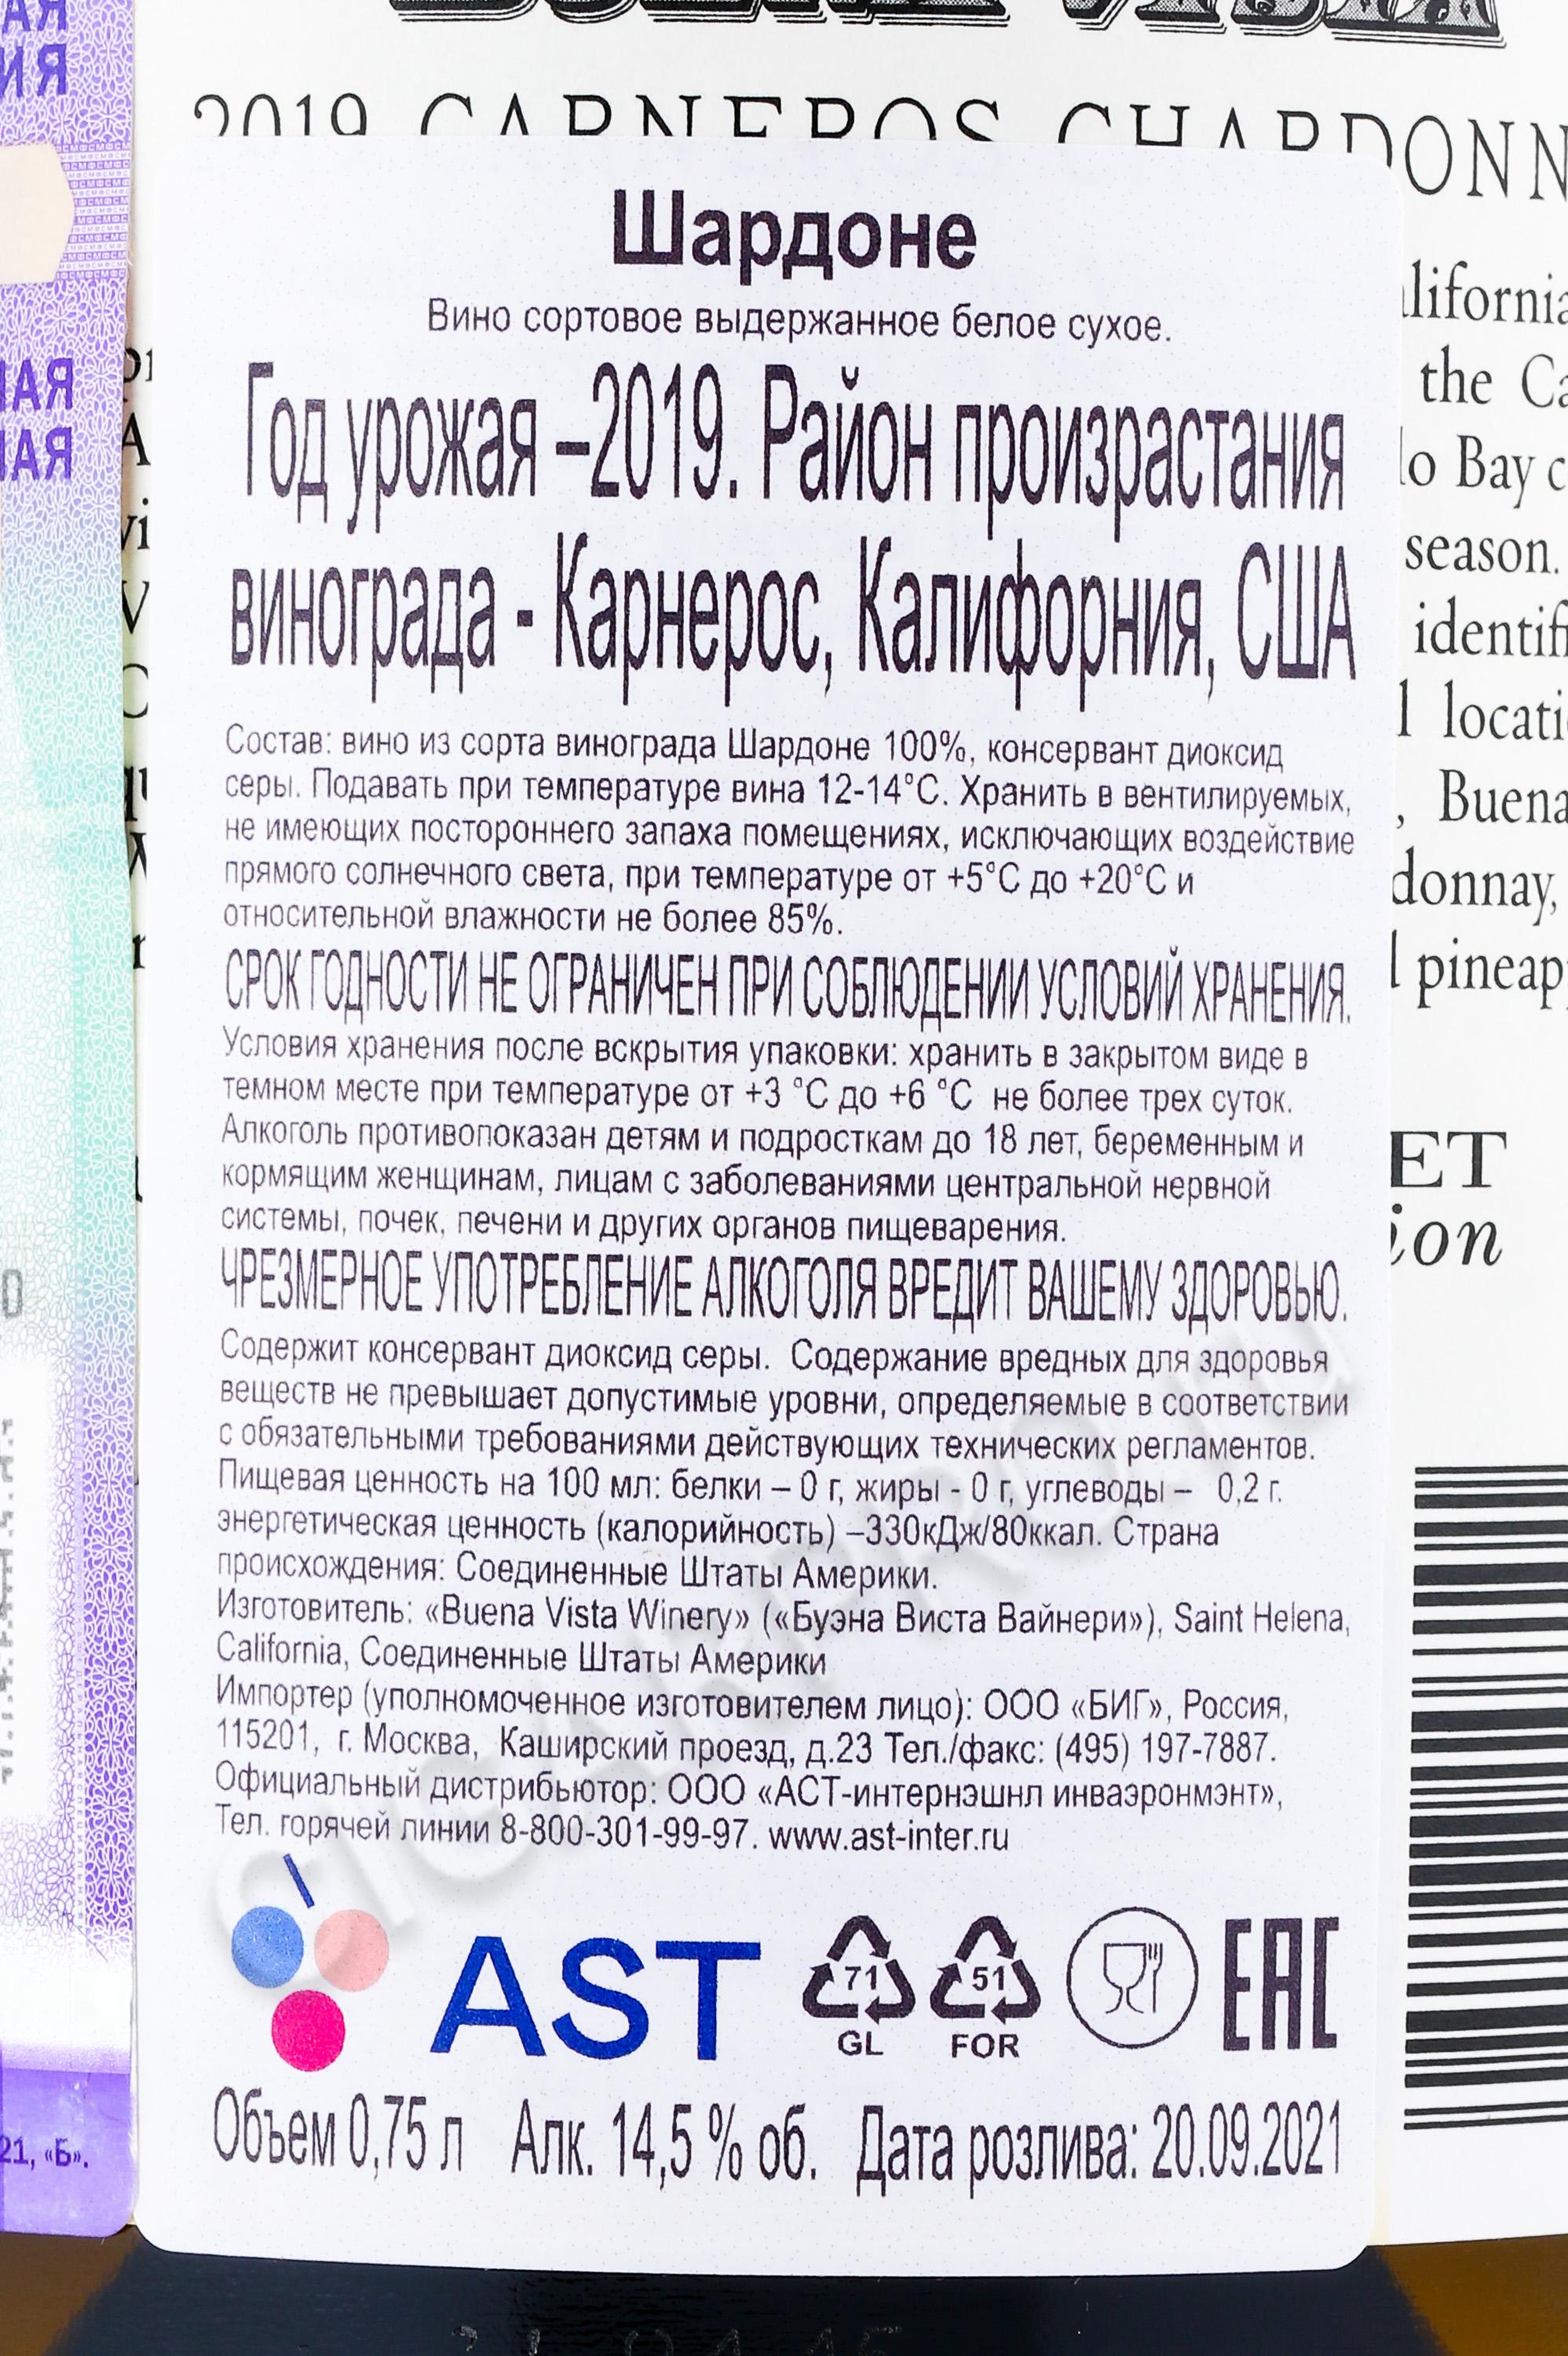 2019 CARNEROS CHARDONN
Шардоне
Вино сортовое выдержанное белое сухое.
Год урожая –2019. Район произрастания
винограда - Карнерос, Калифорния, США
Состав: вино из сорта винограда Шардоне 100%, консервант диоксид
серы. Подавать при температуре вина 12-14°С. Хранить в вентилируемых,
не имеющих постороннего запаха помещениях, исключающих воздействие
прямого солнечного света, при температуре от +5°С до +20°С и
относительной влажности не более 85%.
СРОК ГОДНОСТИ НЕ ОГРАНИЧЕН ПРИ СОБЛЮДЕНИИ УСЛОВИЙ ХРАНЕНИЯ.
Условия хранения после вскрытия упаковки: хранить в закрытом виде в
темном месте при температуре от +3 °С до +6 °С не более трех суток.
Алкоголь противопоказан детям и подросткам до 18 лет, беременным и
кормящим женщинам, лицам с заболеваниями центральной нервной
системы, почек, печени и других органов пищеварения.
ЧРЕЗМЕРНОЕ УПОТРЕБЛЕНИЕ АЛКОГОЛЯ ВРЕДИТ ВАШЕМУ ЗДОРОВЬЮ.
Содержит консервант диоксид серы. Содержание вредных для здоровья
веществ не превышает допустимые уровни, определяемые в соответствии
с обязательными требованиями действующих технических регламентов.
Пищевая ценность на 100 мл: белки – 0 г, жиры - 0 г, углеводы – 0,2 г.
энергетическая ценность (калорийность) –330кДж/80ккал. Страна
происхождения: Соединенные Штаты Америки.
Изготовитель: «Buena Vista Winery» («Буэна Виста Вайнери»), Saint Helena,
California, Соединенные Штаты Америки
Импортер (уполномоченное изготовителем лицо): ООО «БИГ», Россия,
115201, г. Москва, Каширский проезд, д.23 Тел./факс: (495) 197-7887.
Официальный дистрибьютор: ООО «АСТ-интернэшнл инваэронмэнт»,
Тел. горячей линии 8-800-301-99-97. www.ast-inter.ru
AST 71 51 EAC
GL FOR
Объем 0,75 л Алк. 14,5 % об. Дата розлива: 20.09.2021
lifornia
the Ca
lo Bay c
season.
identifi
l locati
, Buena
donnay,
l pineap
ET
ion
АЯ
ИЯ
НАЯ
НАЯ
21, «Б».